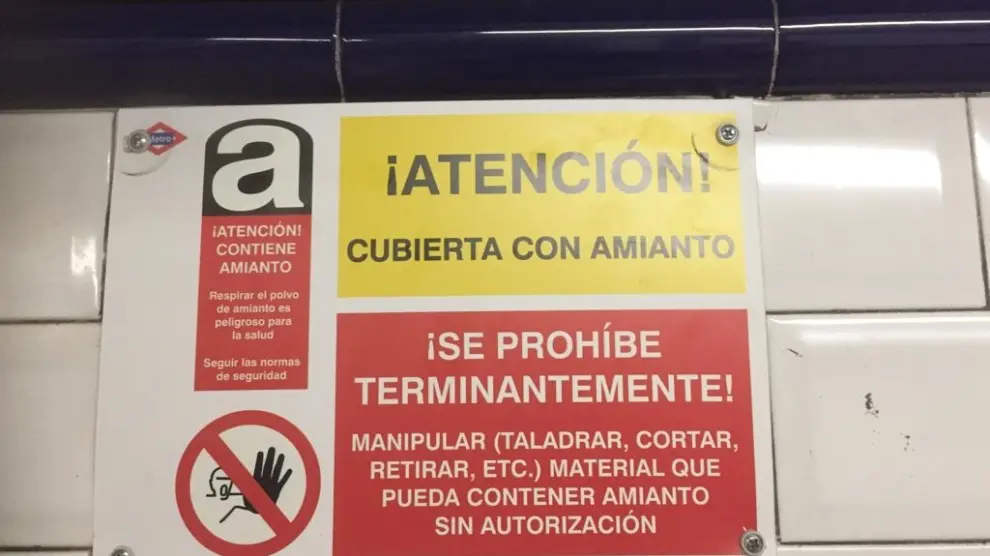 Metro
a
¡ATENCIÓN!
CONTIENE
AMIANTO
Respirar el polvo
de amianto es
peligroso para
la salud
Seguir las normas
de seguridad
¡ATENCIÓN!
CUBIERTA CON AMIANTO
¡SE PROHÍBE
TERMINANTEMENTE!
MANIPULAR (TALADRAR, CORTAR,
RETIRAR, ETC.) MATERIAL QUE
PUEDA CONTENER AMIANTO
SIN AUTORIZACIÓN